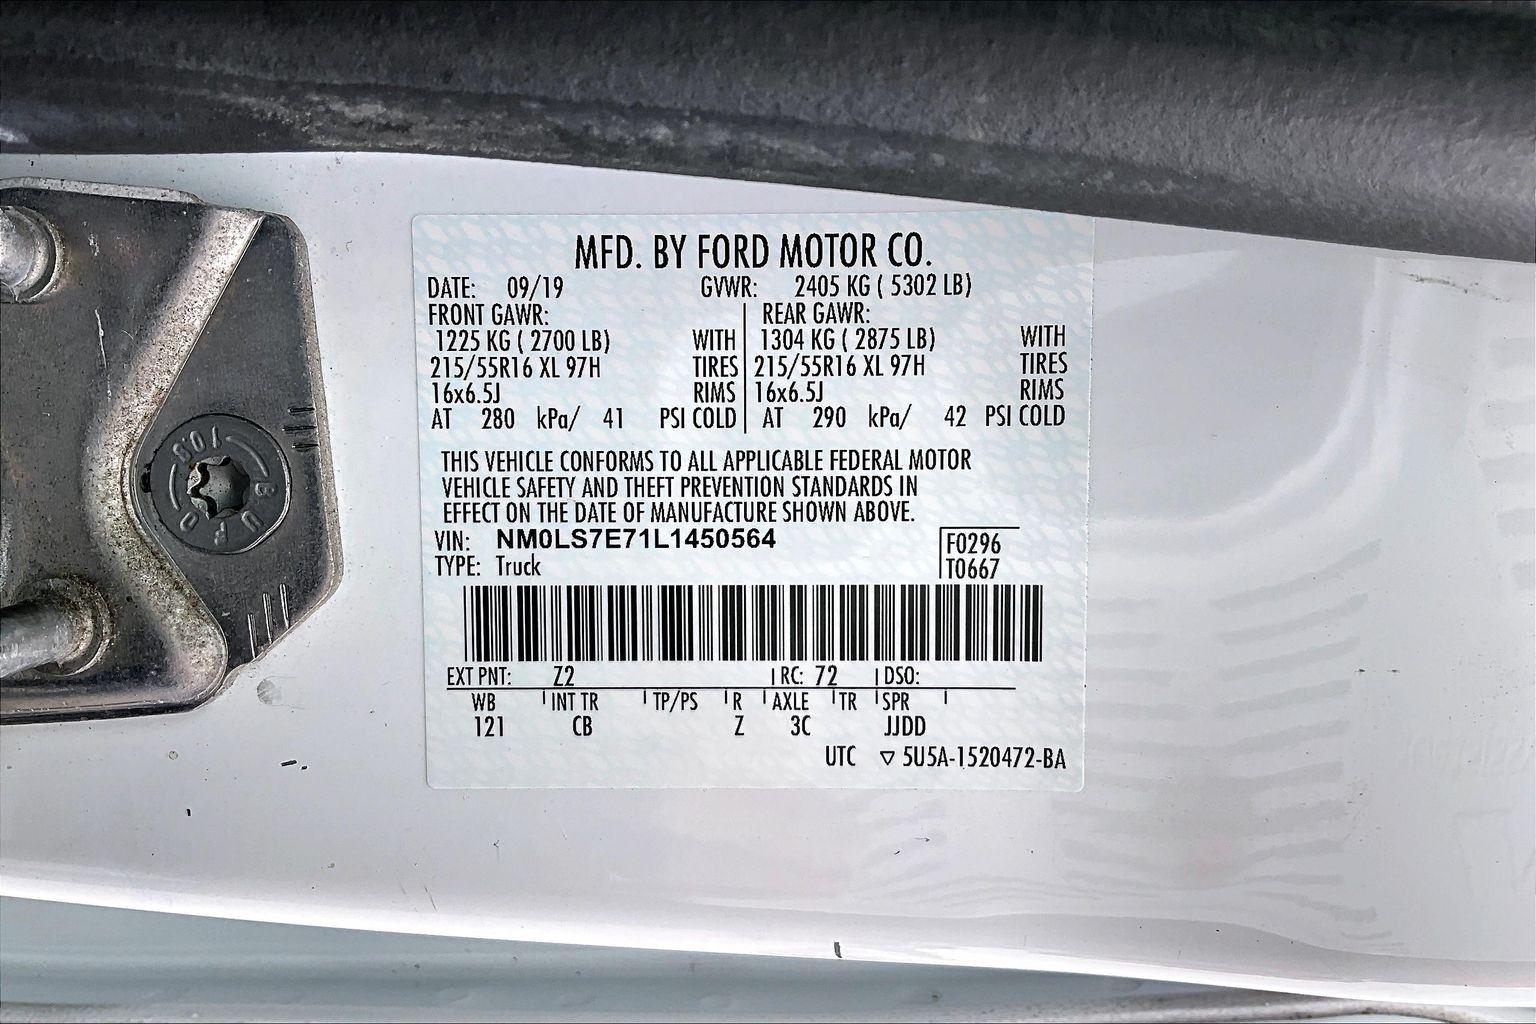 MFD. BY FORD MOTOR CO.
DATE: 09/19 GVWR: 2405 KG ( 5302 LB)
FRONT GAWR: REAR GAWR:
1225 KG ( 2700 LB) WITH 1304 KG ( 2875 LB) WITH
215/55R16 XL 97H TIRES 215/55R16 XL 97H TIRES
16x6.5J RIMS 16x6.5J RIMS
AT 280 kPa/ 41 PSI COLD AT 290 kPa/ 42 PSI COLD
THIS VEHICLE CONFORMS TO ALL APPLICABLE FEDERAL MOTOR
VEHICLE SAFETY AND THEFT PREVENTION STANDARDS IN
EFFECT ON THE DATE OF MANUFACTURE SHOWN ABOVE.
VIN: NM0LS7E71L1450564
F0296
TYPE: Truck
T0667
EXT PNT: Z2 RC: 72 DSO:
WB INT TR TP/PS R AXLE TR SPR
121 CB Z 3C JJDD
UTC ▽ 5U5A-1520472-BA
10.9
B U F O